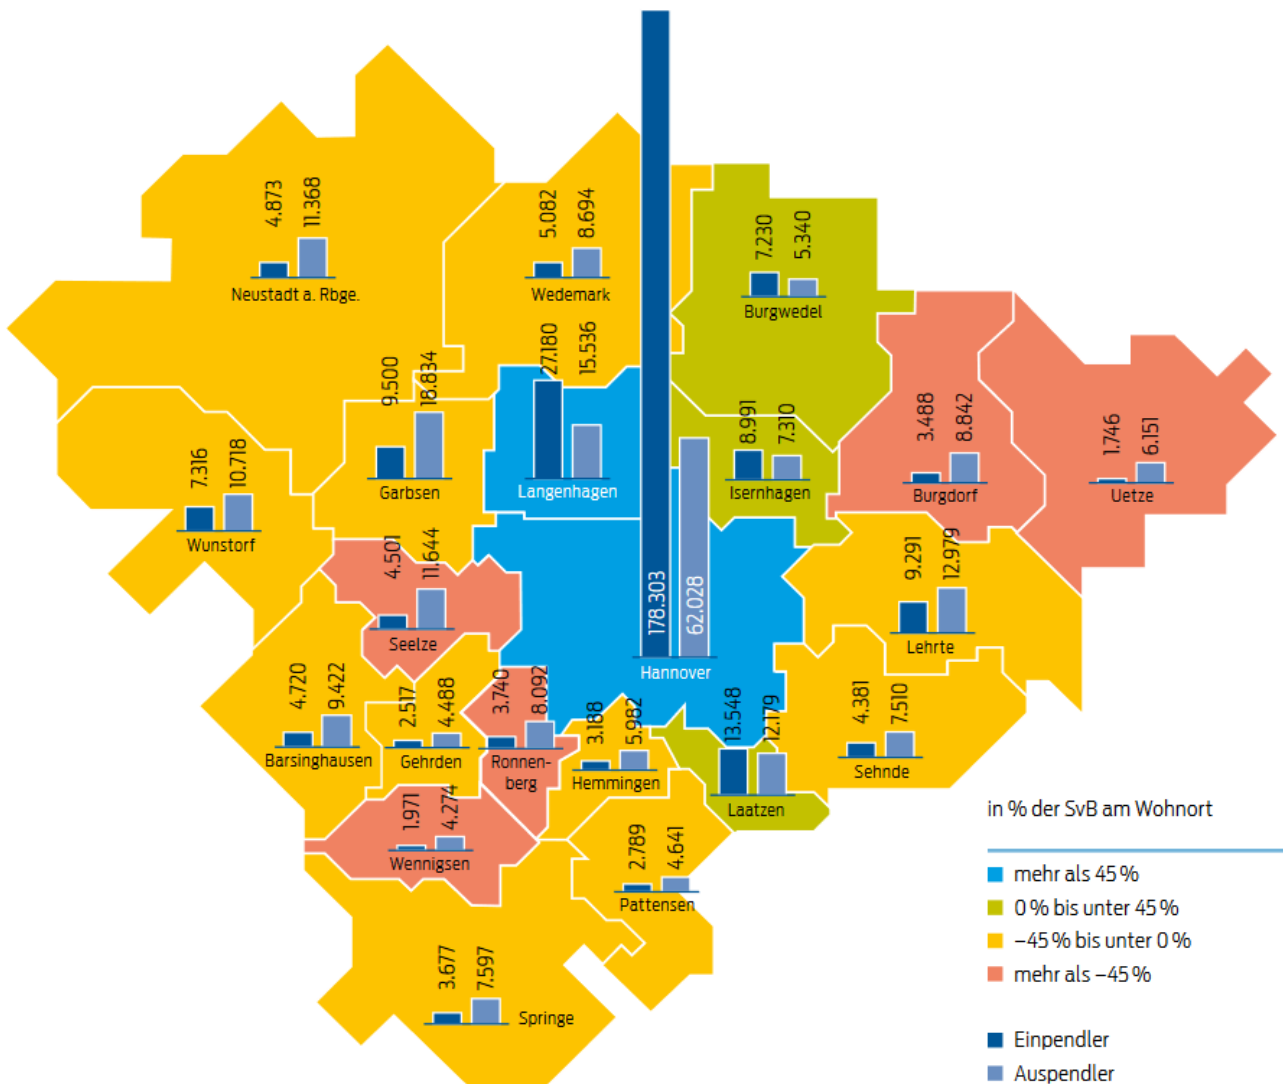 4.873
11.368
Neustadt a. Rbge.
5.082
8.694
Wedemark
7.230
5.340
Burgwedel
27.180
15.536
Langenhagen
9.500
18.834
Garbsen
8.991
7.310
Isernhagen
3.488
8.842
Burgdorf
1.746
6.151
Uetze
7.316
10.718
Wunstorf
4.501
11.644
Seelze
178.303
62.028
Hannover
9.291
12.979
Lehrte
4.720
9.422
Barsinghausen
2.517
4.488
Gehrden
3.740
8.092
Ronnen-
berg
3.188
5.982
Hemmingen
13.548
12.179
Laatzen
4.381
7.510
Sehnde
1.971
4.274
Wennigsen
2.789
4.641
Pattensen
3.677
7.597
Springe
in % der SvB am Wohnort
mehr als 45 %
0 % bis unter 45 %
–45 % bis unter 0 %
mehr als –45 %
Einpendler
Auspendler